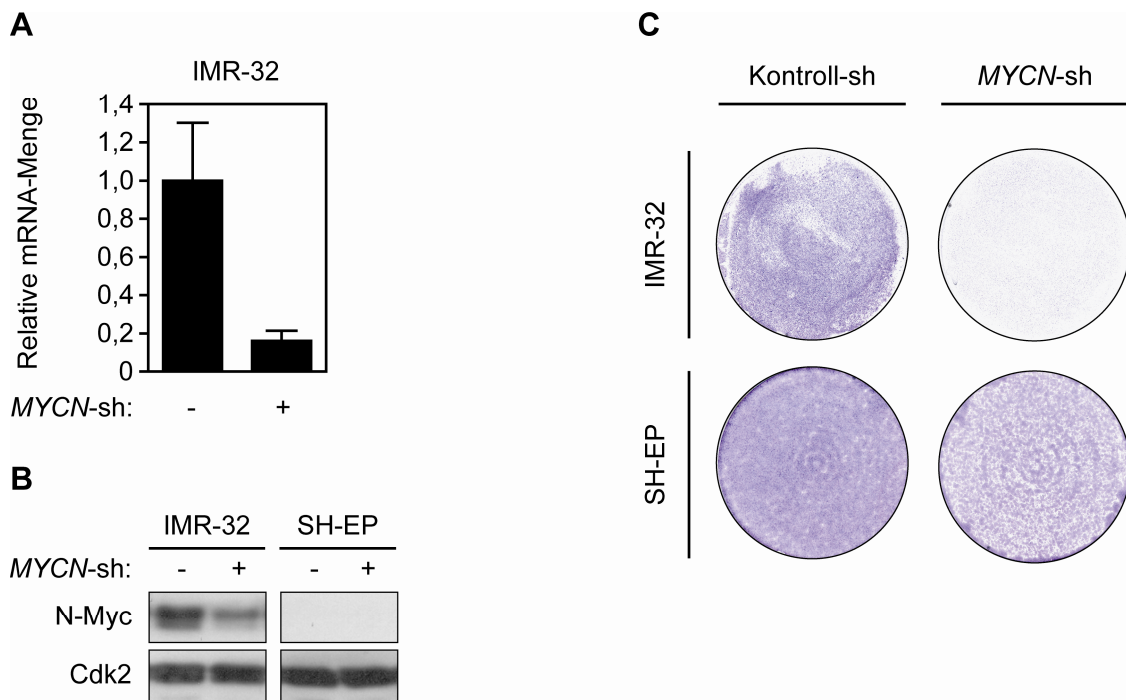 A
IMR-32
Relative mRNA-Menge
1,4
1,2
1,0
0,8
0,6
0,4
0,2
0
MYCN-sh: - +
B
IMR-32 SH-EP
MYCN-sh: - + - +
N-Myc
Cdk2
C
Kontroll-sh MYCN-sh
IMR-32
SH-EP